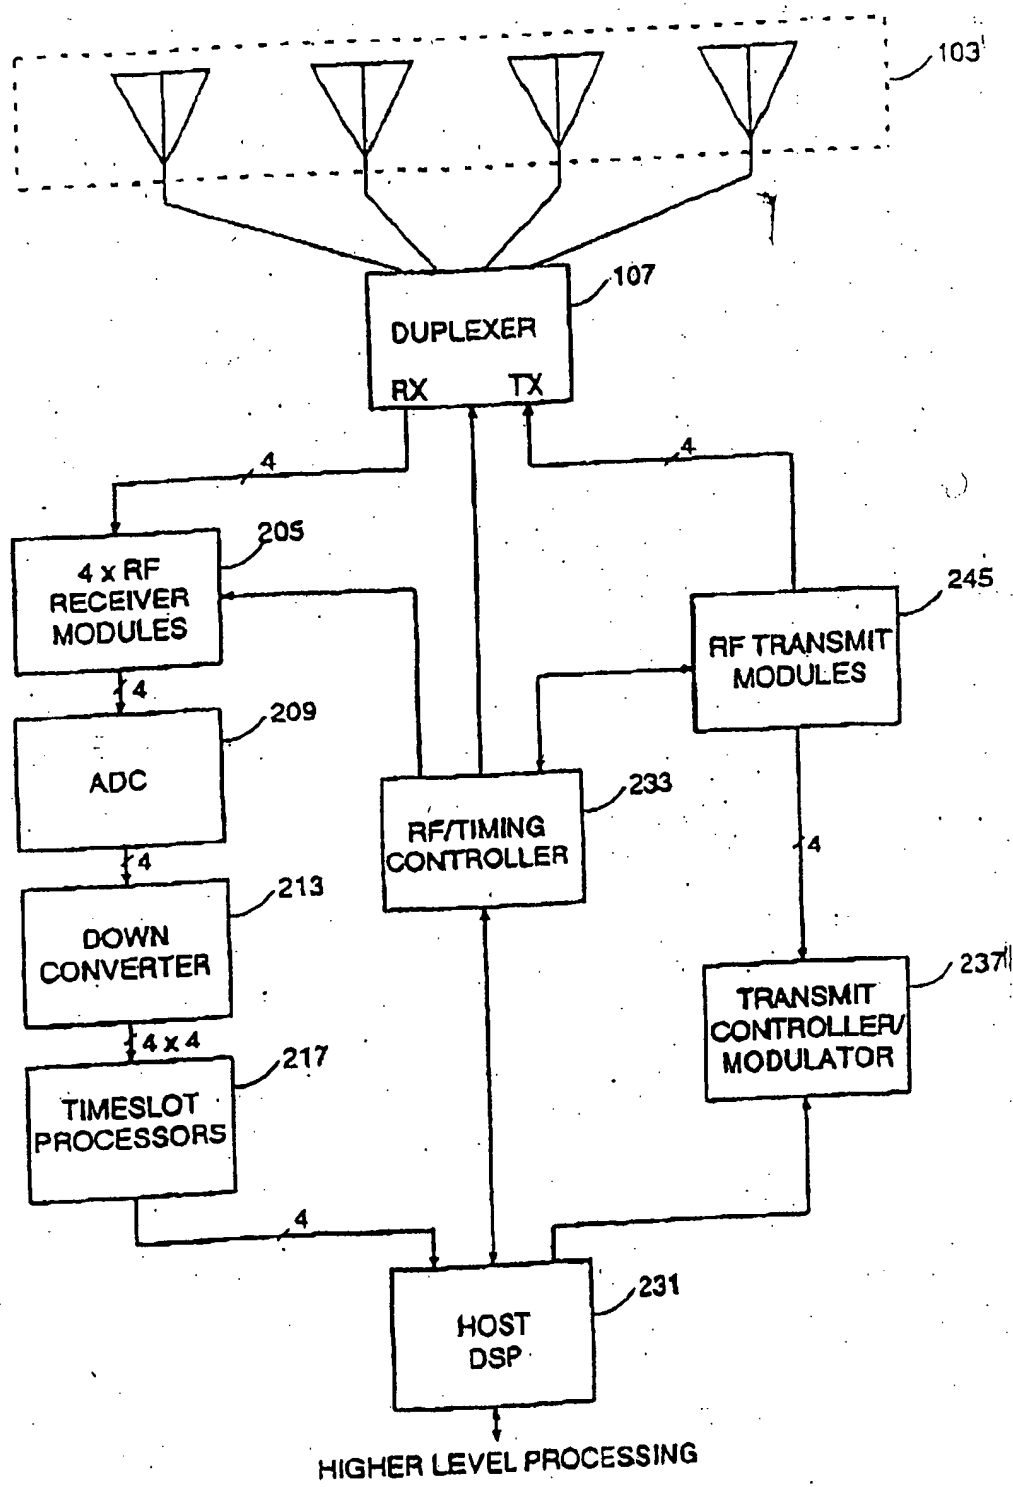 103
107
DUPLEXER
RX
TX
4
4
205
4 x RF
RECEIVER
MODULES
245
RF TRANSMIT
MODULES
4
209
ADC
233
RF/TIMING
CONTROLLER
4
4
213
DOWN
CONVERTER
237
TRANSMIT
CONTROLLER/
MODULATOR
4 x 4
217
TIMESLOT
PROCESSORS
4
231
HOST
DSP
HIGHER LEVEL PROCESSING